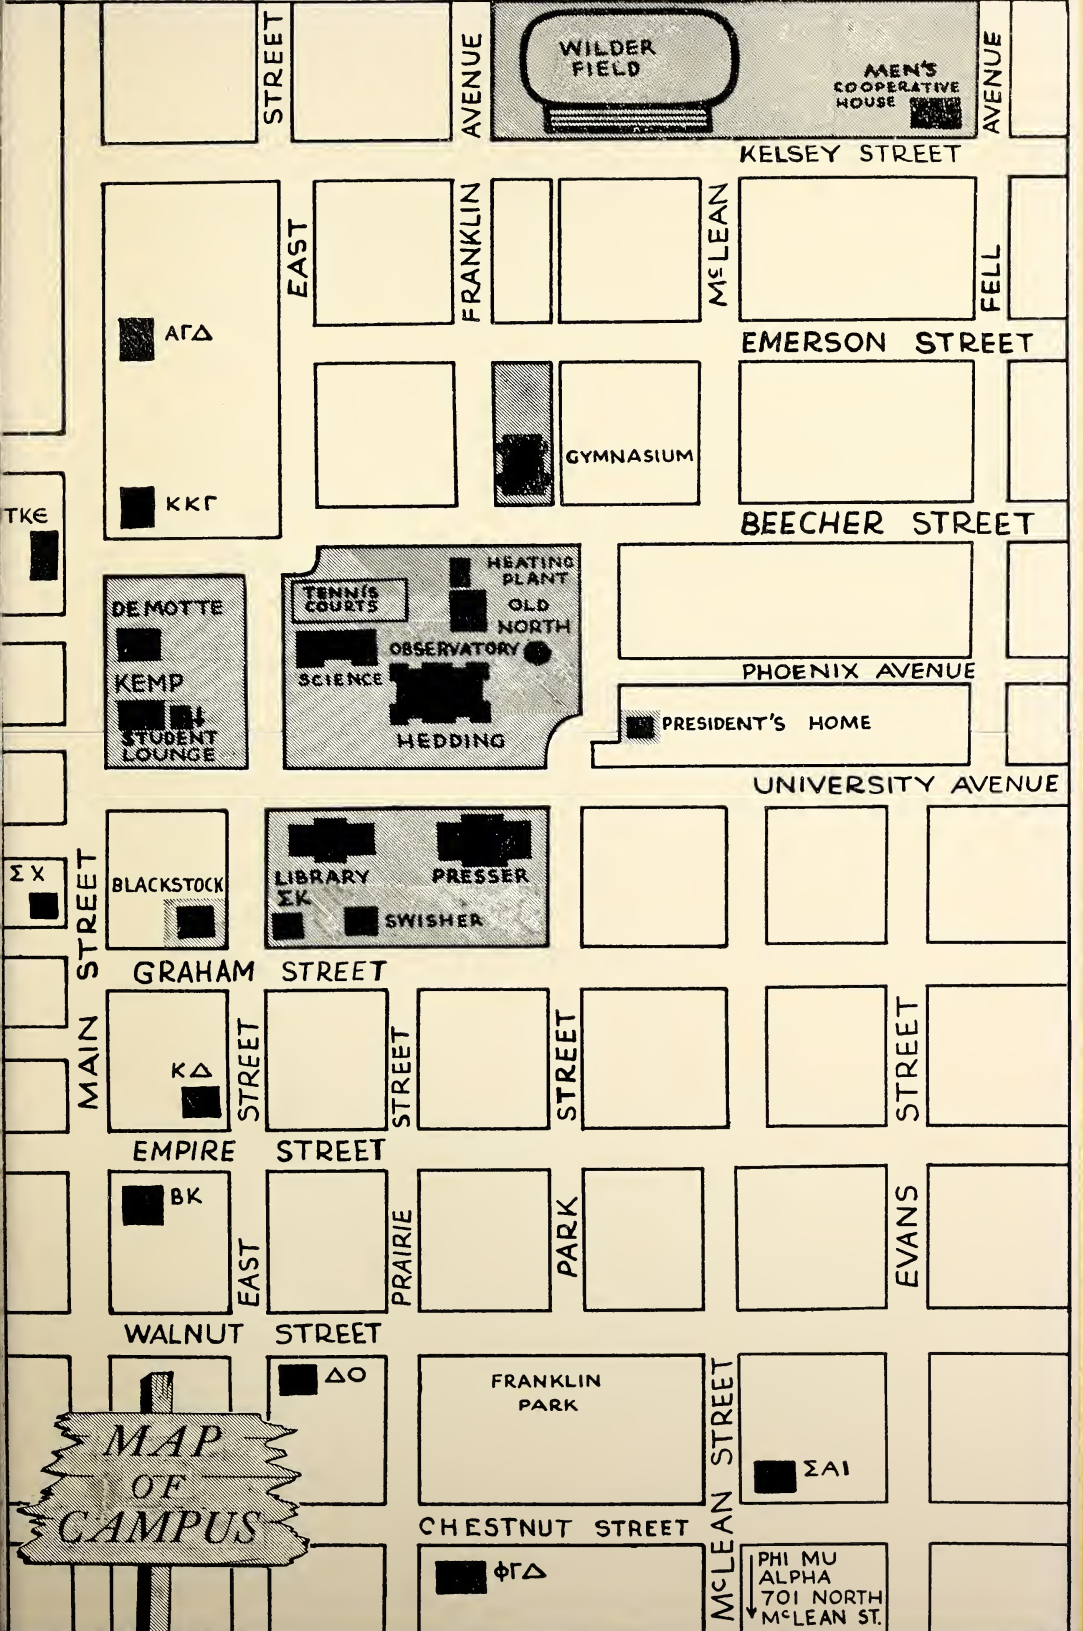 STREET
AVENUE
WILDER
FIELD
MEN'S
COOPERATIVE
HOUSE
AVENUE
KELSEY STREET
EAST
FRANKLIN
McLEAN
FELL
ΑΓΔ
EMERSON STREET
GYMNASIUM
ΚΚΓ
TKE
BEECHER STREET
DEMOTTE
KEMP
STUDENT
LOUNGE
TENNIS
COURTS
HEATING
PLANT
OLD
NORTH
OBSERVATORY
SCIENCE
HEDDING
PHOENIX AVENUE
PRESIDENT'S HOME
UNIVERSITY AVENUE
ΣΧ
MAIN STREET
BLACKSTOCK
LIBRARY
PRESSER
ΣΚ
SWISHER
GRAHAM STREET
ΚΔ
STREET
STREET
STREET
STREET
EMPIRE STREET
BK
EAST
PRAIRIE
PARK
EVANS
WALNUT STREET
ΔΟ
FRANKLIN
PARK
McLEAN STREET
ΣΑΙ
MAP
OF
CAMPUS
CHESTNUT STREET
ΦΓΔ
PHI MU
ALPHA
701 NORTH
McLEAN ST.